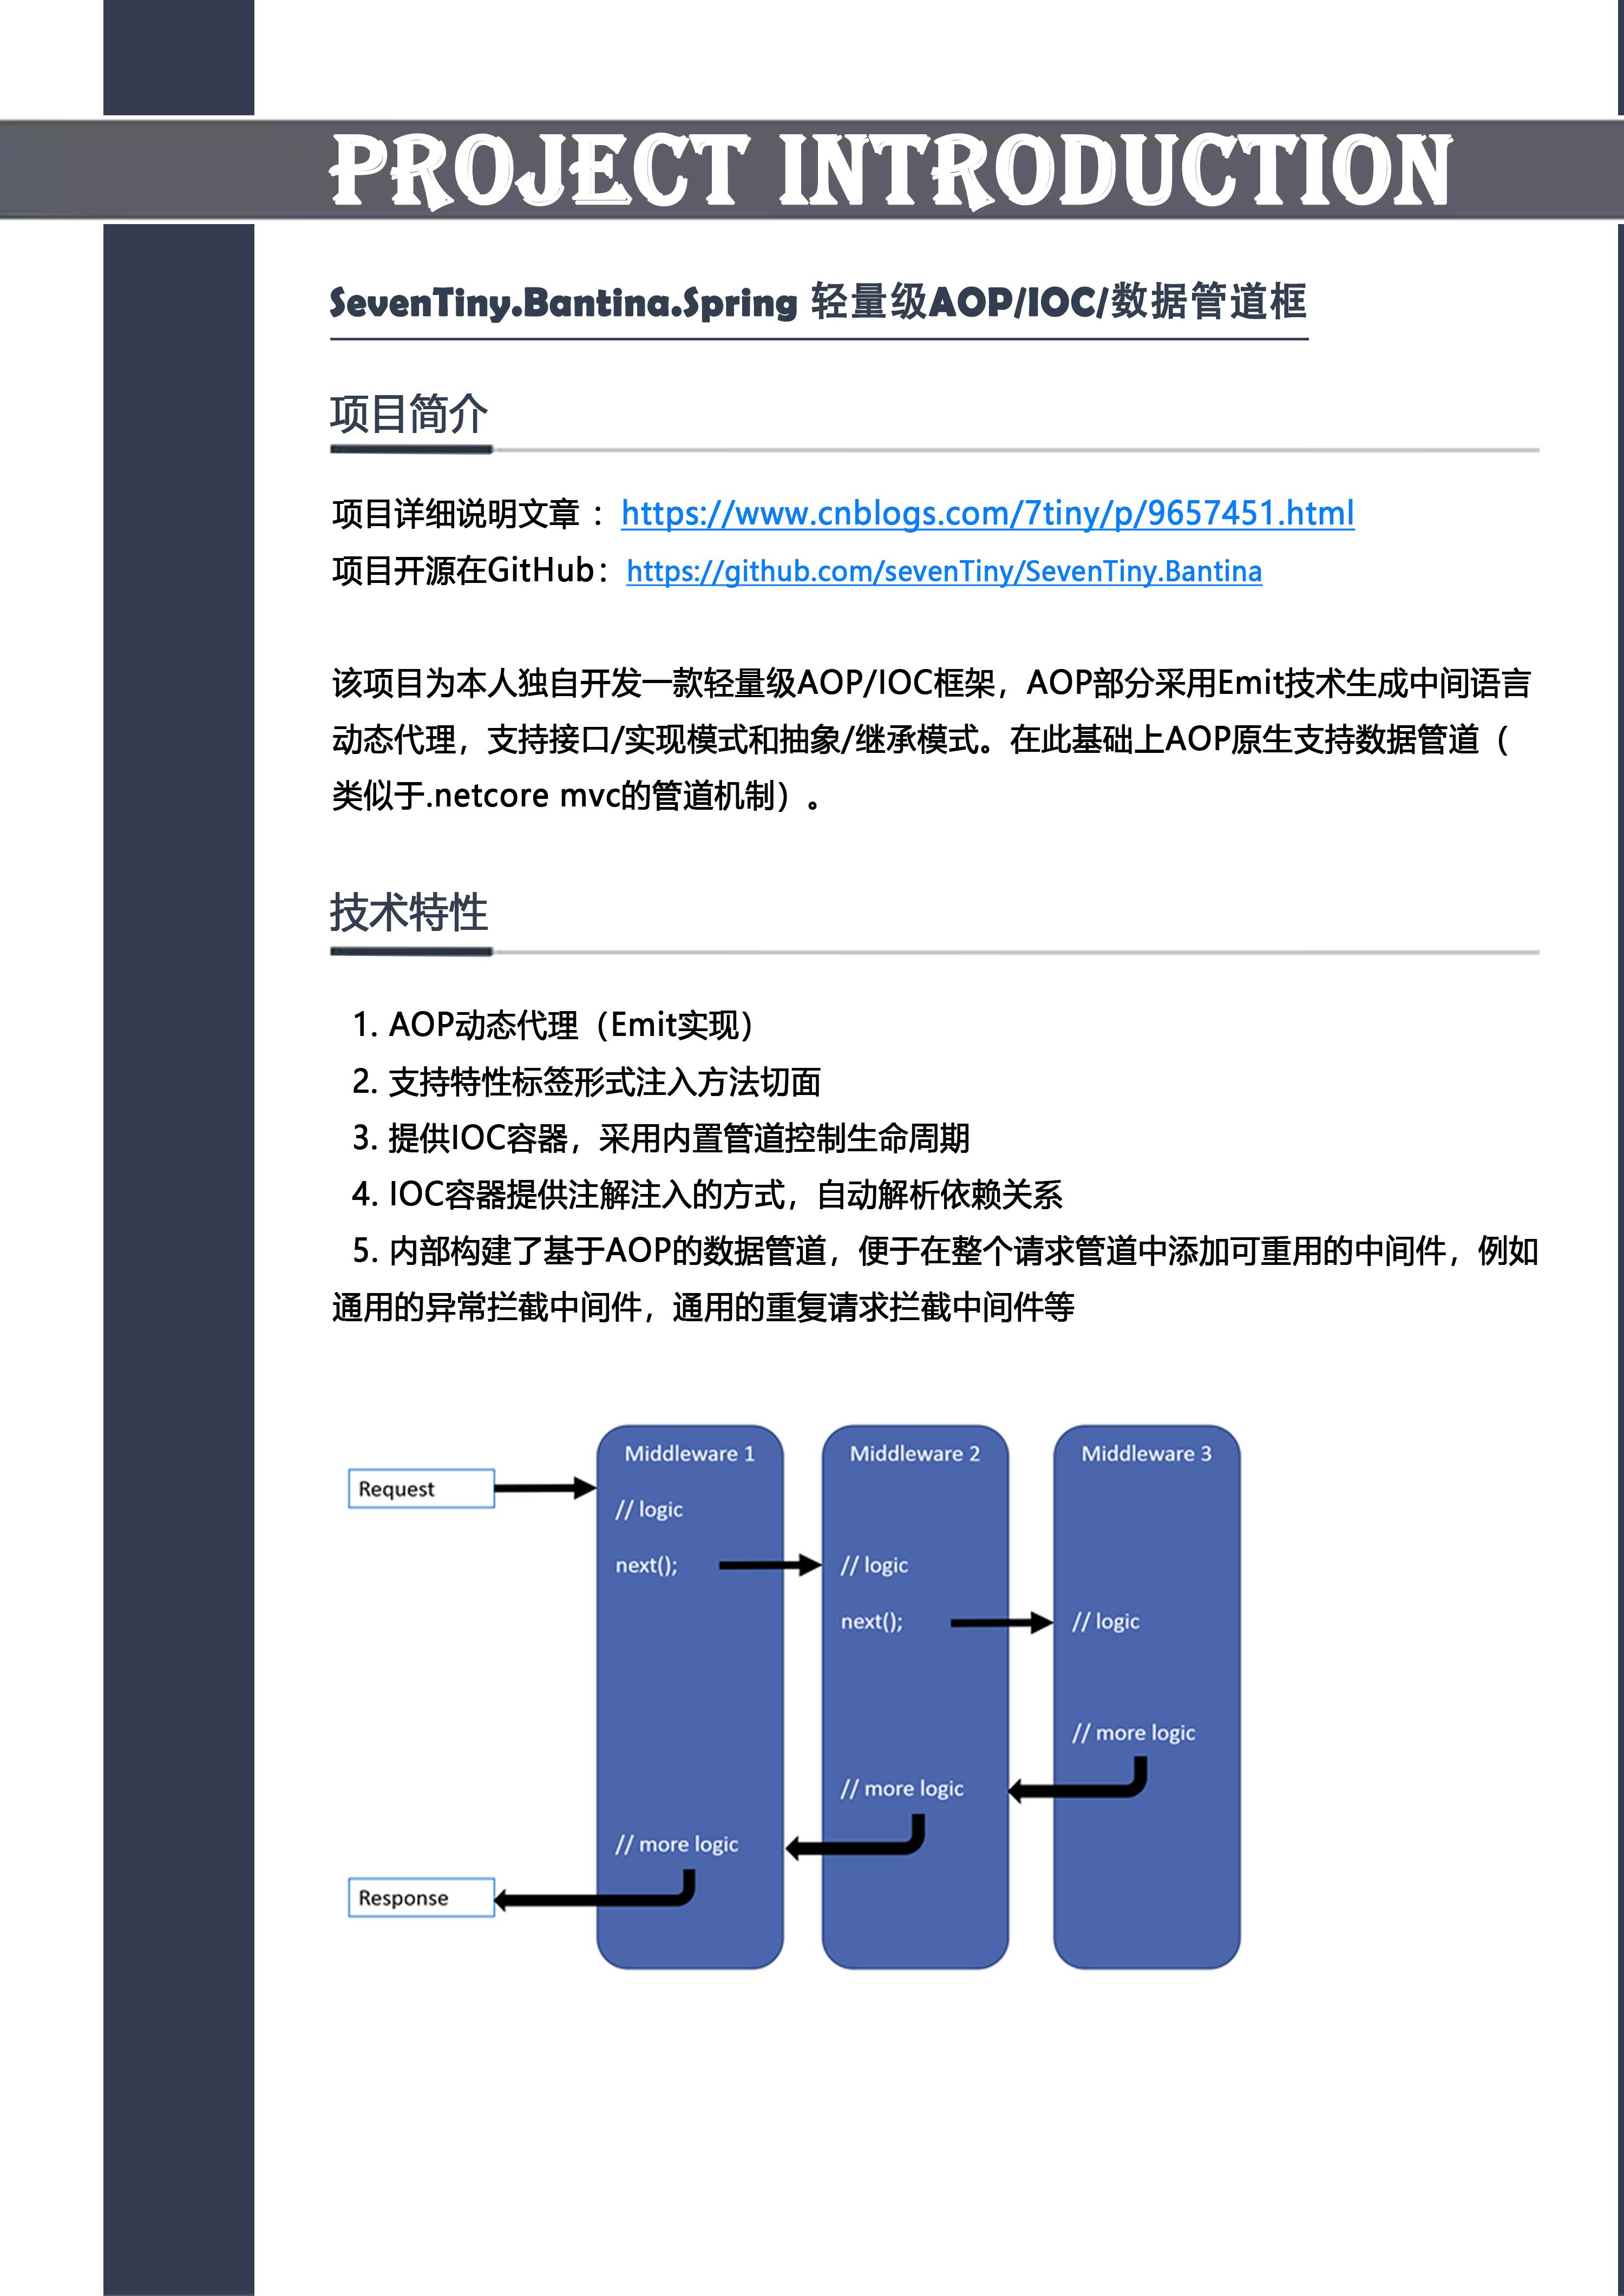 PROJECT INTRODUCTION
SevenTiny.Bantina.Spring 轻量级AOP/IOC/数据管道框
项目简介
项目详细说明文章 ：https://www.cnblogs.com/7tiny/p/9657451.html
项目开源在GitHub：https://github.com/sevenTiny/SevenTiny.Bantina
该项目为本人独自开发一款轻量级AOP/IOC框架，AOP部分采用Emit技术生成中间语言
动态代理，支持接口/实现模式和抽象/继承模式。在此基础上AOP原生支持数据管道（
类似于.netcore mvc的管道机制）。
技术特性
1. AOP动态代理（Emit实现）
2. 支持特性标签形式注入方法切面
3. 提供IOC容器，采用内置管道控制生命周期
4. IOC容器提供注解注入的方式，自动解析依赖关系
5. 内部构建了基于AOP的数据管道，便于在整个请求管道中添加可重用的中间件，例如
通用的异常拦截中间件，通用的重复请求拦截中间件等
Middleware 1
Middleware 2
Middleware 3
Request
// logic
next();
// logic
next();
// logic
// more logic
// more logic
// more logic
Response